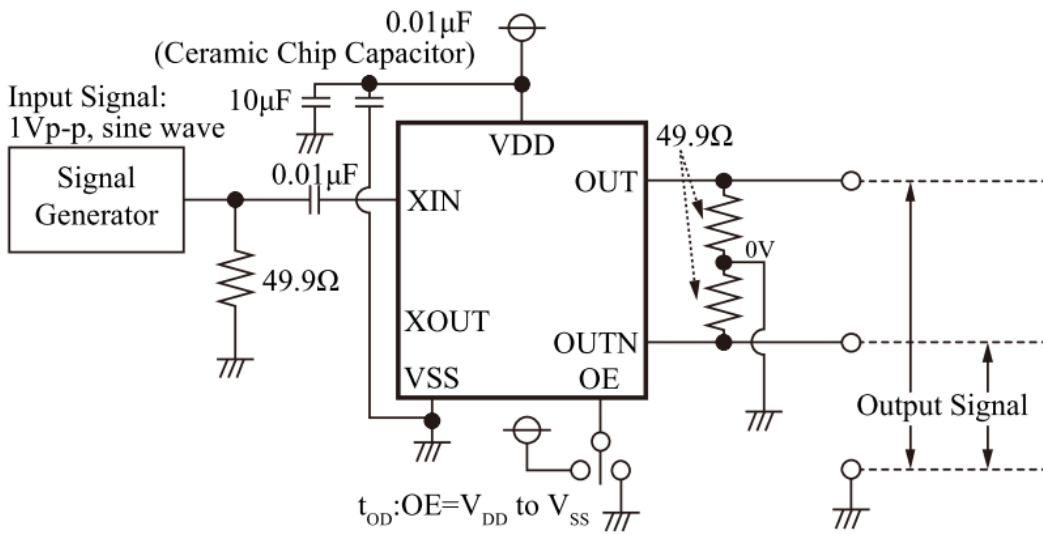 0.01μF
(Ceramic Chip Capacitor)
10μF
Input Signal:
1Vp-p, sine wave
Signal
Generator
0.01μF
49.9Ω
VDD
XIN
XOUT
VSS
OUT
OUTN
OE
49.9Ω
0V
Output Signal
tOD:OE=VDD to VSS